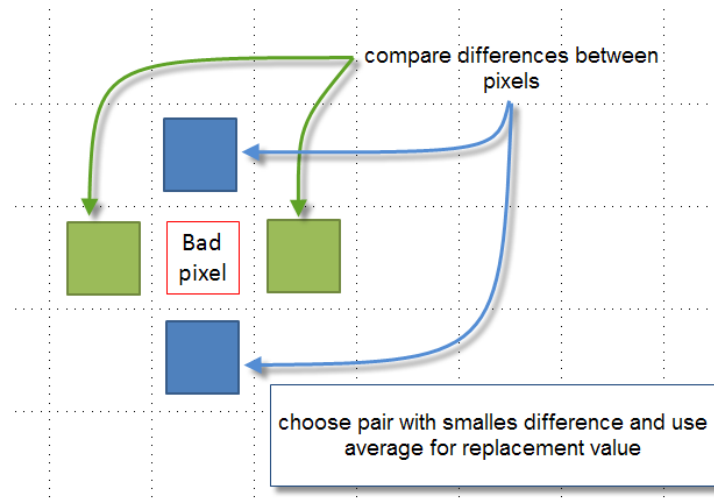 compare differences between
pixels
Bad
pixel
choose pair with smalles difference and use
average for replacement value